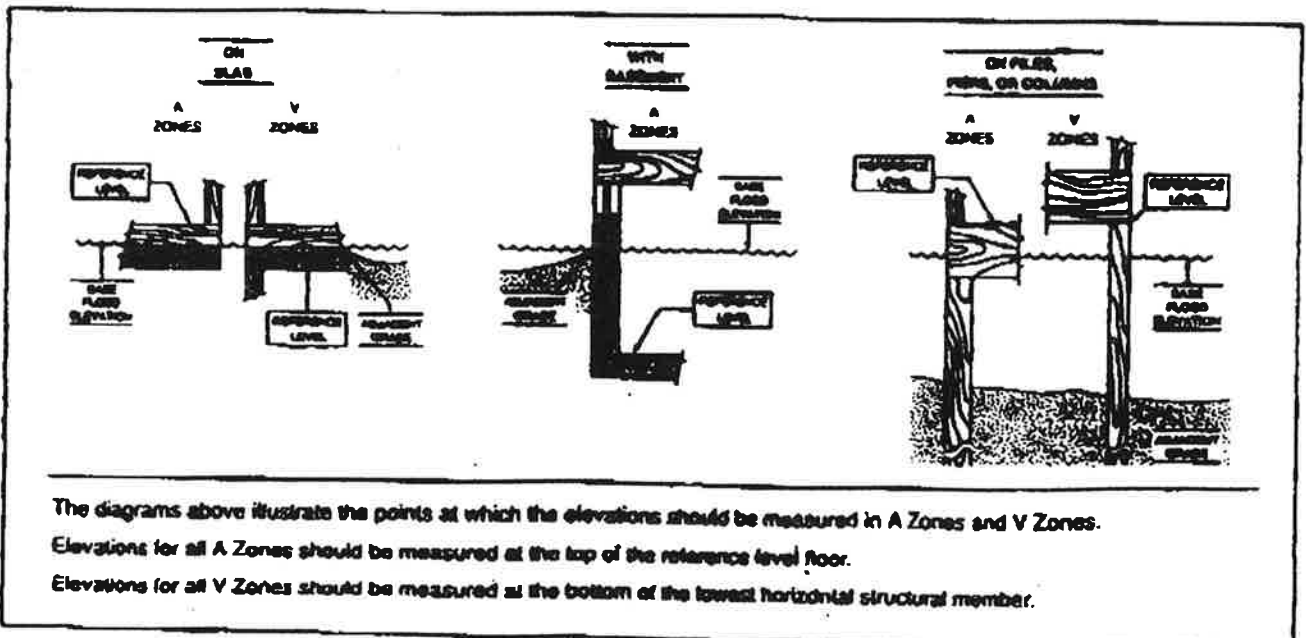 ON
SLAB
A
ZONES
V
ZONES
REFERENCE
LEVEL
BASE
FLOOD
ELEVATION
REFERENCE
LEVEL
ADJACENT
GRADE
WITH
BASEMENT
A
ZONES
BASE
FLOOD
ELEVATION
ADJACENT
GRADE
REFERENCE
LEVEL
ON PILES,
PIERS, OR COLUMNS
A
ZONES
V
ZONES
REFERENCE
LEVEL
REFERENCE
LEVEL
BASE
FLOOD
ELEVATION
ADJACENT
GRADE
The diagrams above illustrate the points at which the elevations should be measured in A Zones and V Zones.
Elevations for all A Zones should be measured at the top of the reference level floor.
Elevations for all V Zones should be measured at the bottom of the lowest horizontal structural member.